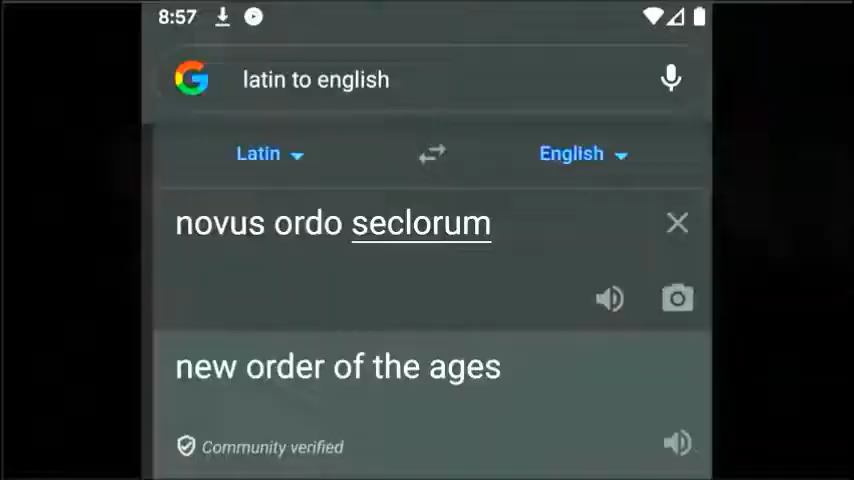 8:57
latin to english
Latin English
novus ordo seclorum
new order of the ages
Community verified